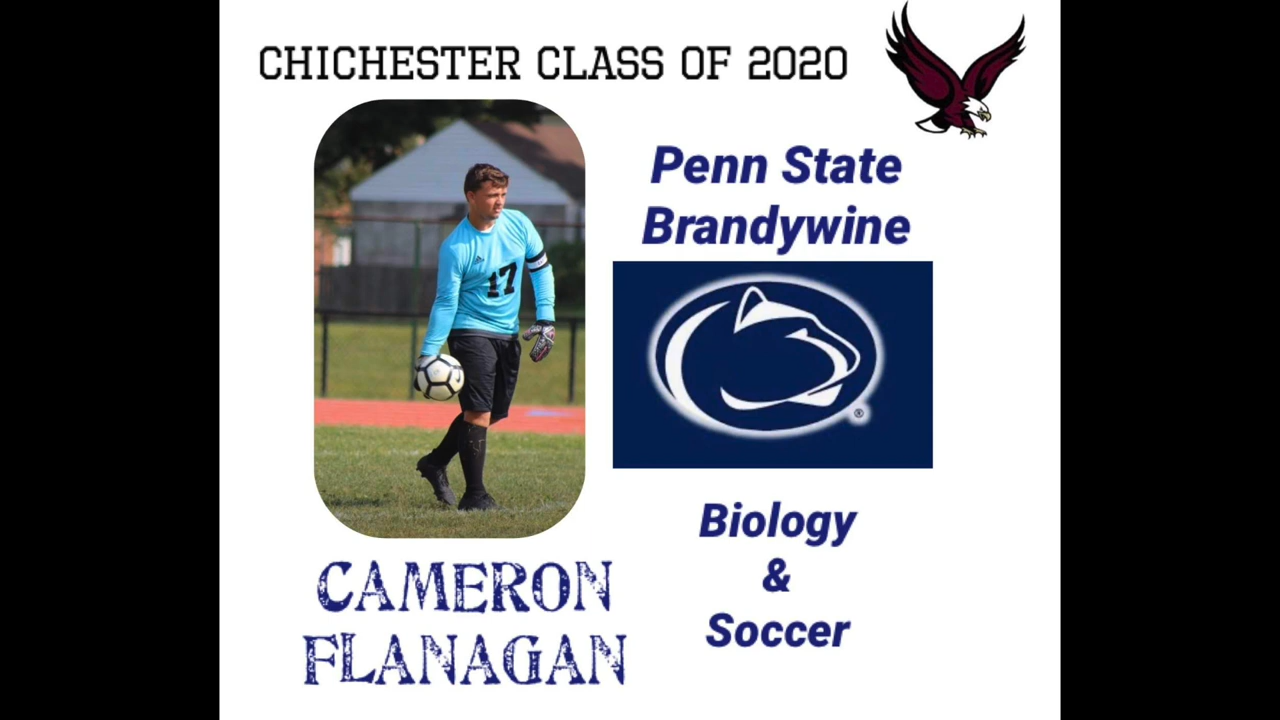 CHICHESTER CLASS OF 2020
Penn State
Brandywine
17
®
Biology
&
Soccer
CAMERON
FLANAGAN